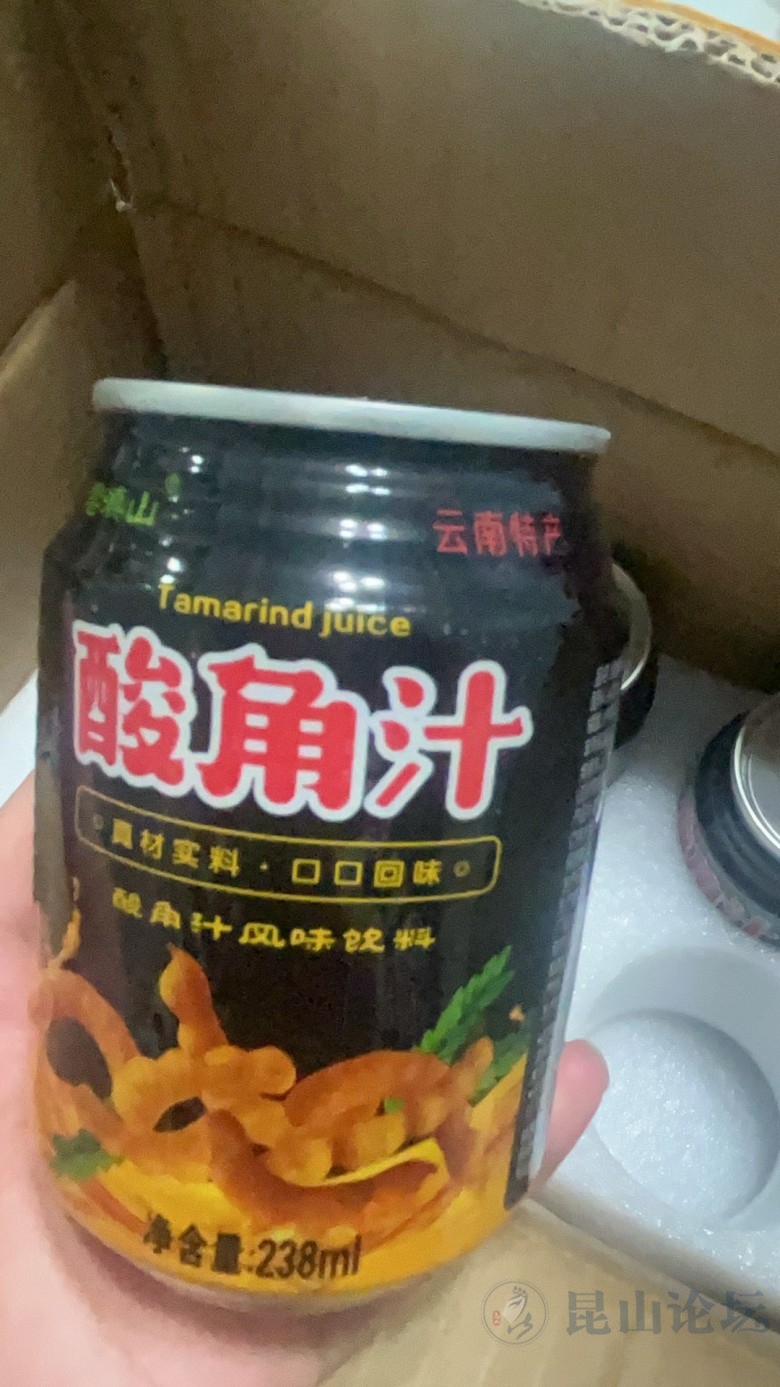 云南特产
Tamarind juice
酸角汁
真材实料·口口回味
酸角汁风味饮料
净含量:238ml
昆山论坛